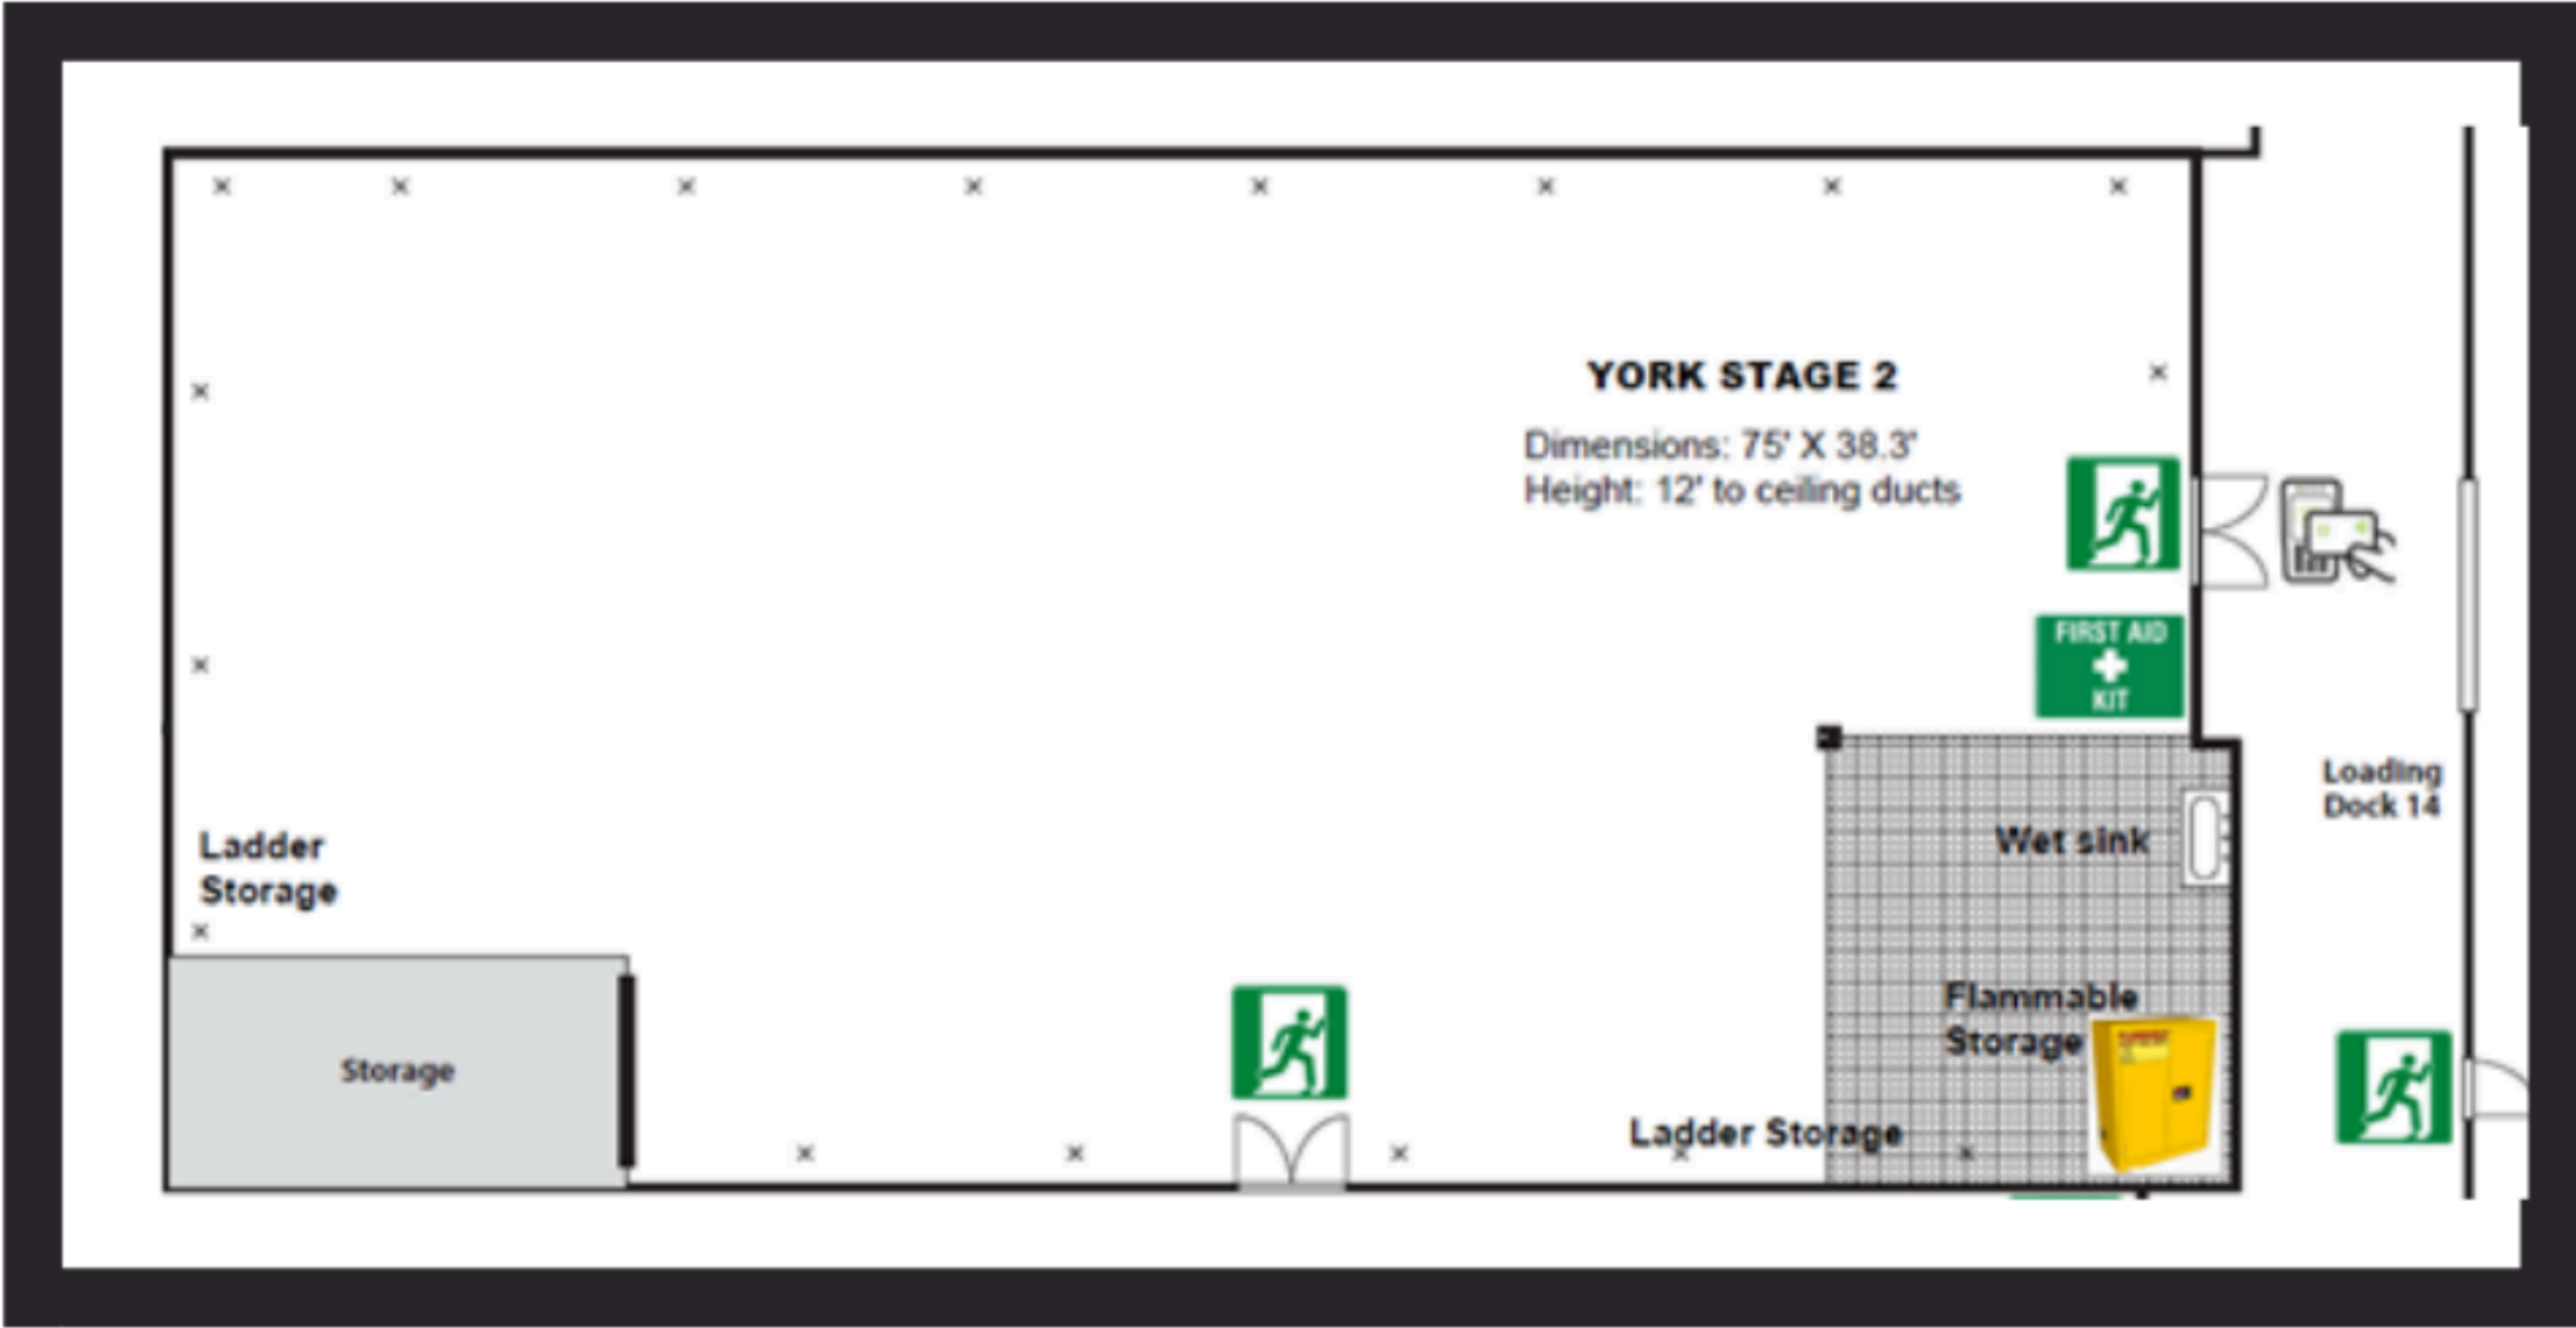 YORK STAGE 2
Dimensions: 75' X 38.3'
Height: 12' to ceiling ducts
FIRST AID
KIT
Loading
Dock 14
Wet sink
Ladder
Storage
Flammable
Storage
Storage
Ladder Storage